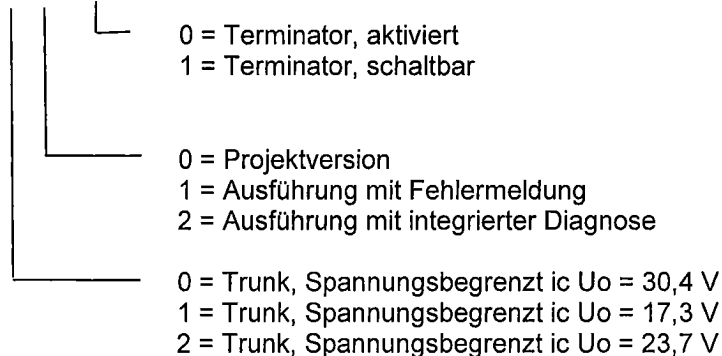 0 = Terminator, aktiviert
1 = Terminator, schaltbar
0 = Projektversion
1 = Ausführung mit Fehlermeldung
2 = Ausführung mit integrierter Diagnose
0 = Trunk, Spannungsbegrenzt ic Uo = 30,4 V
1 = Trunk, Spannungsbegrenzt ic Uo = 17,3 V
2 = Trunk, Spannungsbegrenzt ic Uo = 23,7 V